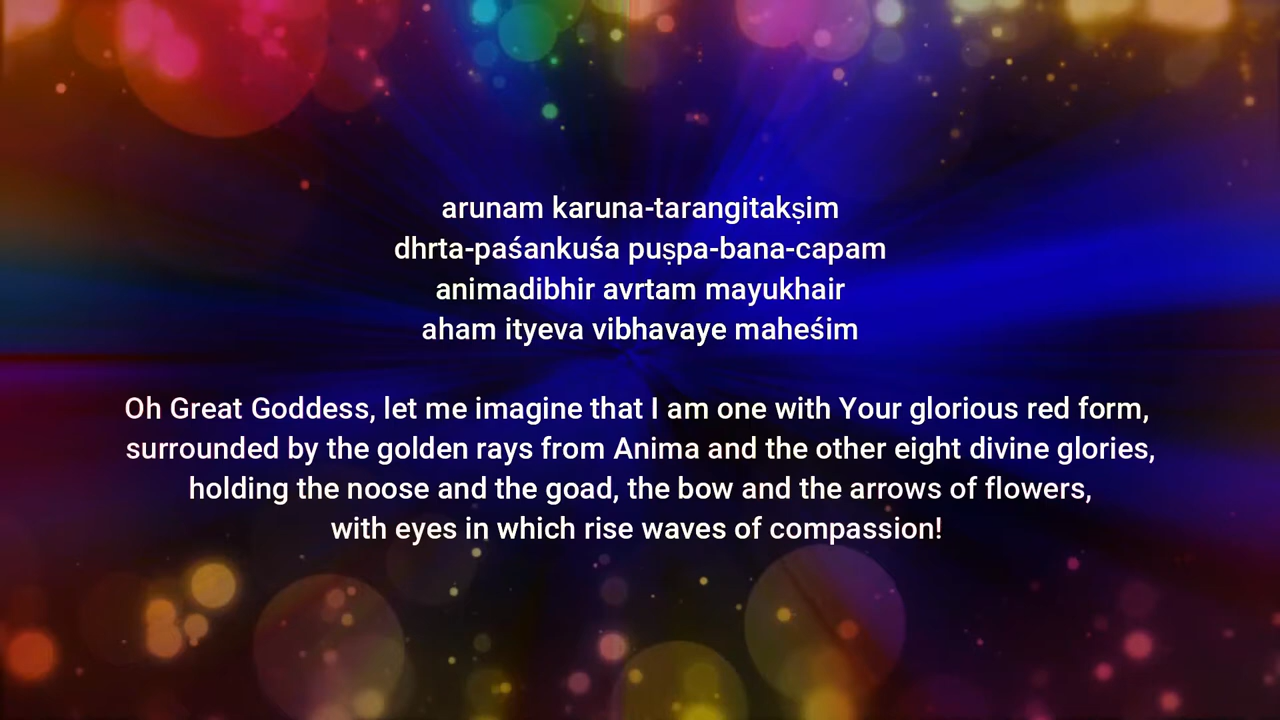 arunam karuna-tarangitakṣim
dhrta-paśankuśa puṣpa-bana-capam
animadibhir avrtam mayukhair
aham ityeva vibhavaye maheśim
Oh Great Goddess, let me imagine that I am one with Your glorious red form,
surrounded by the golden rays from Anima and the other eight divine glories,
holding the noose and the goad, the bow and the arrows of flowers,
with eyes in which rise waves of compassion!